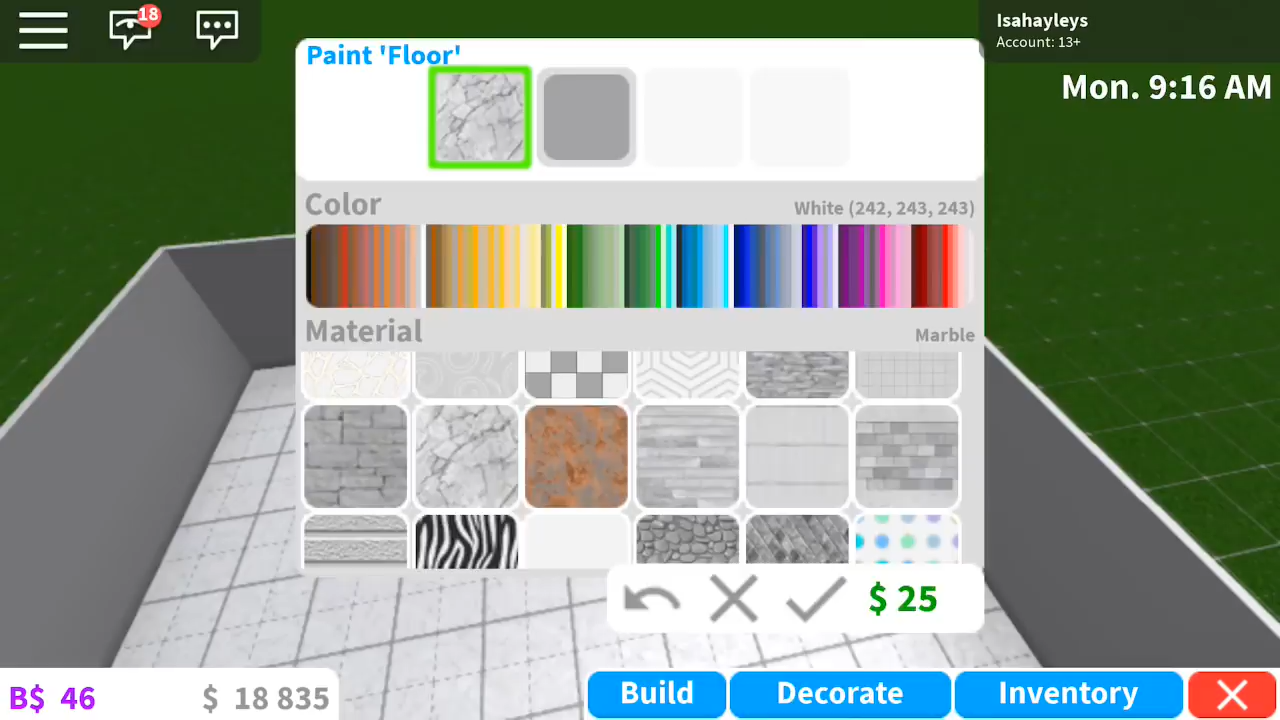 18
Isahayleys
Account: 13+
Mon. 9:16 AM
Paint 'Floor'
Color
White (242, 243, 243)
Material
Marble
$ 25
B$ 46
$ 18 835
Build
Decorate
Inventory